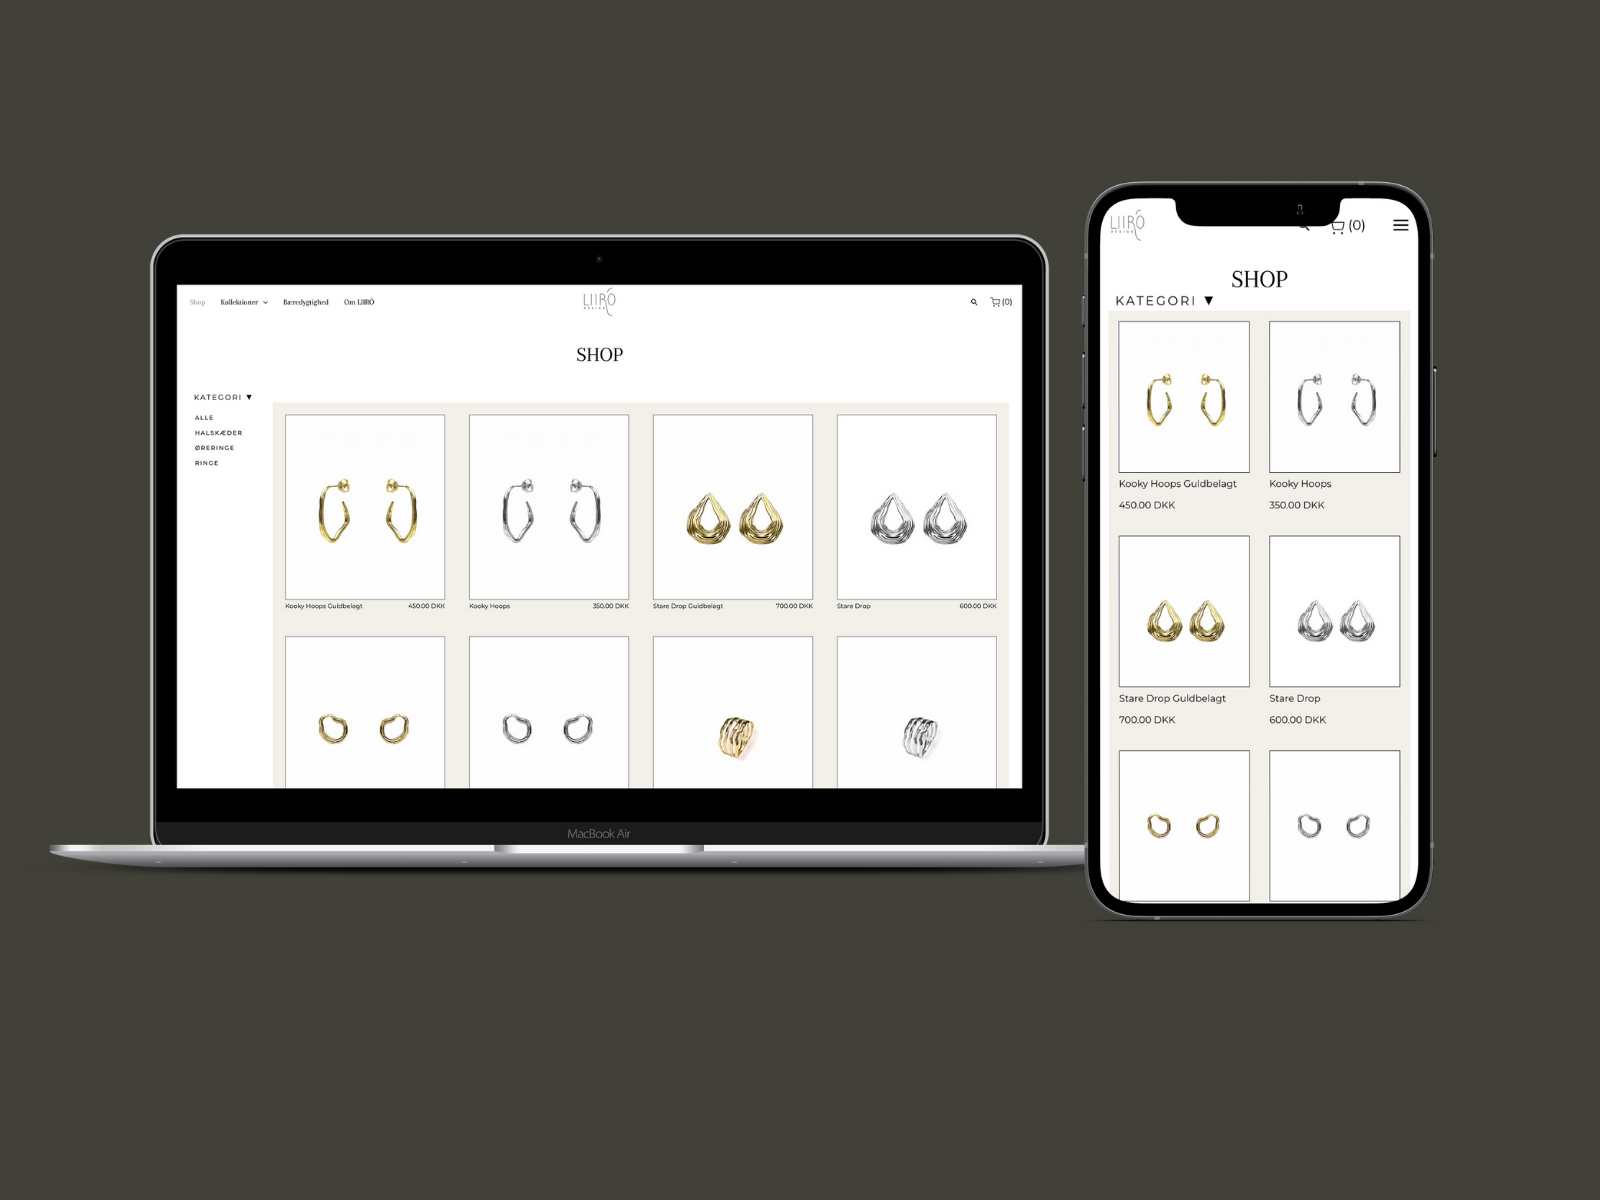 Shop Kollektioner Bæredygtighed Om LIIRÓ
LIIRÓ
DESIGN
(0)
SHOP
KATEGORI ▼
ALLE
HALSKÆDER
ØRERINGE
RINGE
Kooky Hoops Guldbelagt 450.00 DKK
Kooky Hoops 350.00 DKK
Stare Drop Guldbelagt 700.00 DKK
Stare Drop 600.00 DKK
MacBook Air
LIIRÓ
DESIGN
(0)
SHOP
KATEGORI ▼
Kooky Hoops Guldbelagt
450.00 DKK
Kooky Hoops
350.00 DKK
Stare Drop Guldbelagt
700.00 DKK
Stare Drop
600.00 DKK